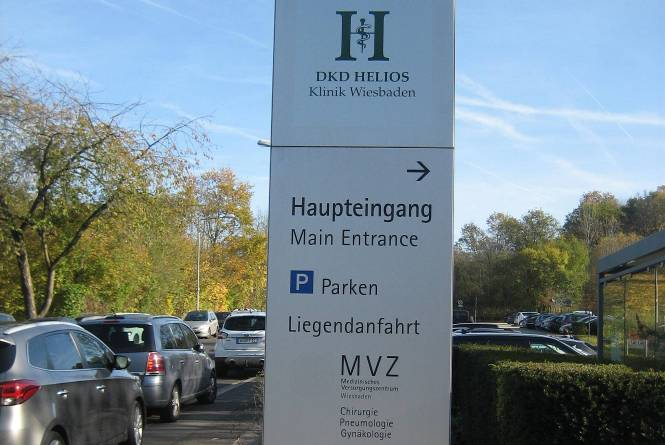 H
DKD HELIOS
Klinik Wiesbaden
→
Haupteingang
Main Entrance
P Parken
Liegendanfahrt
MVZ
Medizinisches
Versorgungszentrum
Wiesbaden
Chirurgie
Pneumologie
Gynäkologie